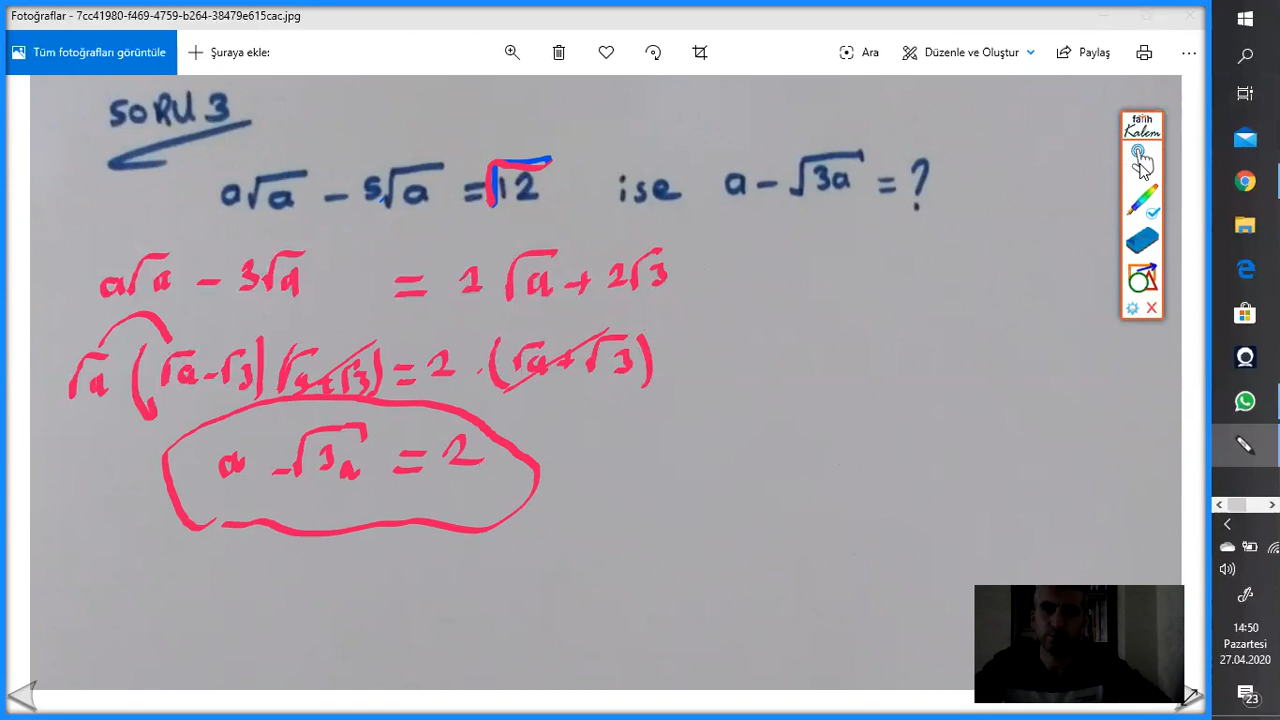 Fotoğraflar - 7cc41980-f469-4759-b264-38479e615cac.jpg
Tüm fotoğrafları görüntüle
Şuraya ekle:
Ara
Düzenle ve Oluştur
Paylaş
SORU 3
a√a - 5√a = √12 ise a - √3a = ?
a√a - 3√a = 2√a + 2√3
√a (√a - √3) (√a + √3) = 2 · (√a + √3)
a - √3a = 2
fatih
Kalem
14:50
Pazartesi
27.04.2020
23